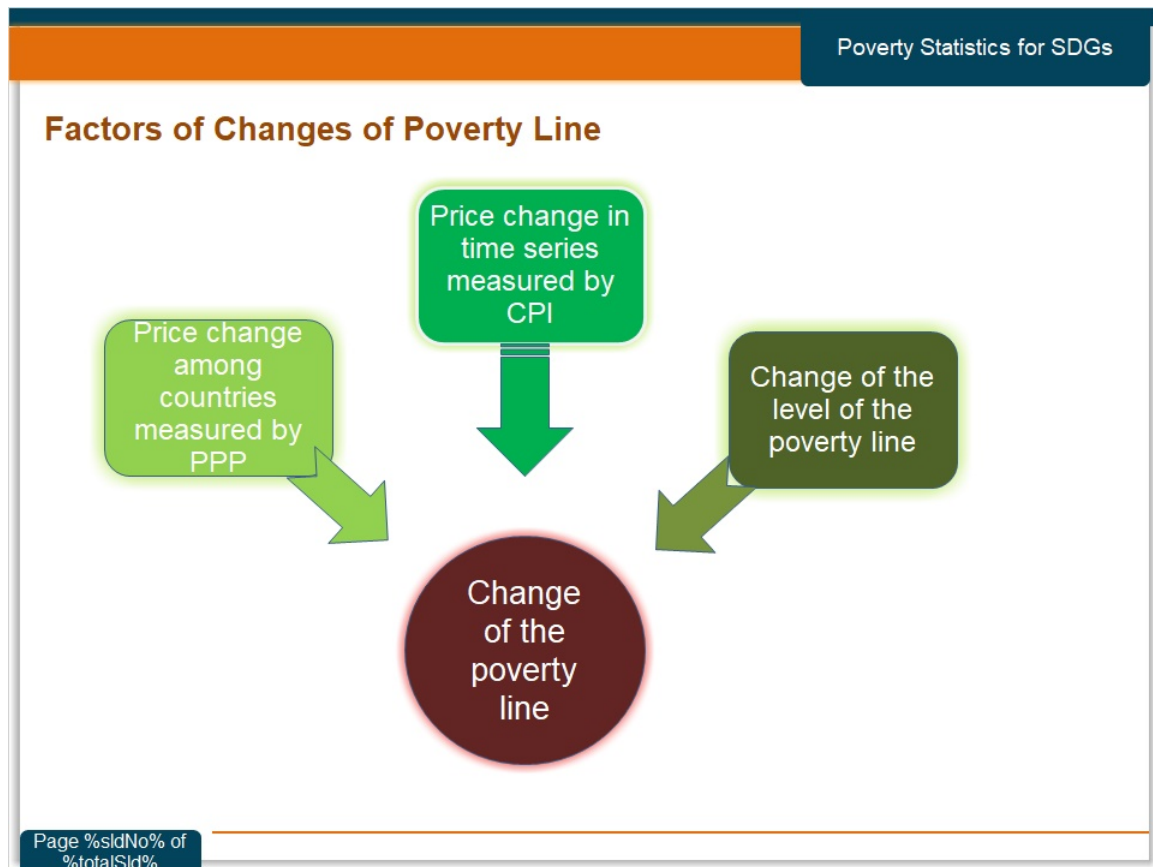 Poverty Statistics for SDGs
Factors of Changes of Poverty Line
Price change in
time series
measured by
CPI
Price change
among
countries
measured by
PPP
Change of the
level of the
poverty line
Change
of the
poverty
line
Page %sldNo% of
%totalSld%